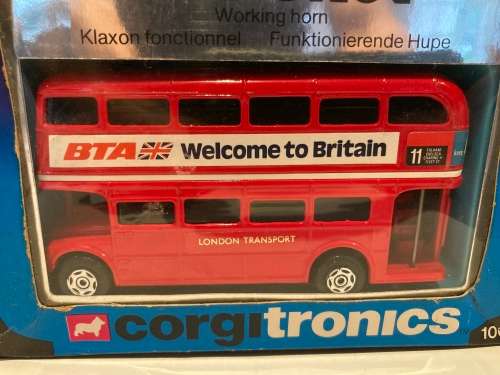 Working horn
Klaxon fonctionnel Funktionierende Hupe
BTA Welcome to Britain
11
LONDON TRANSPORT
corgitronics